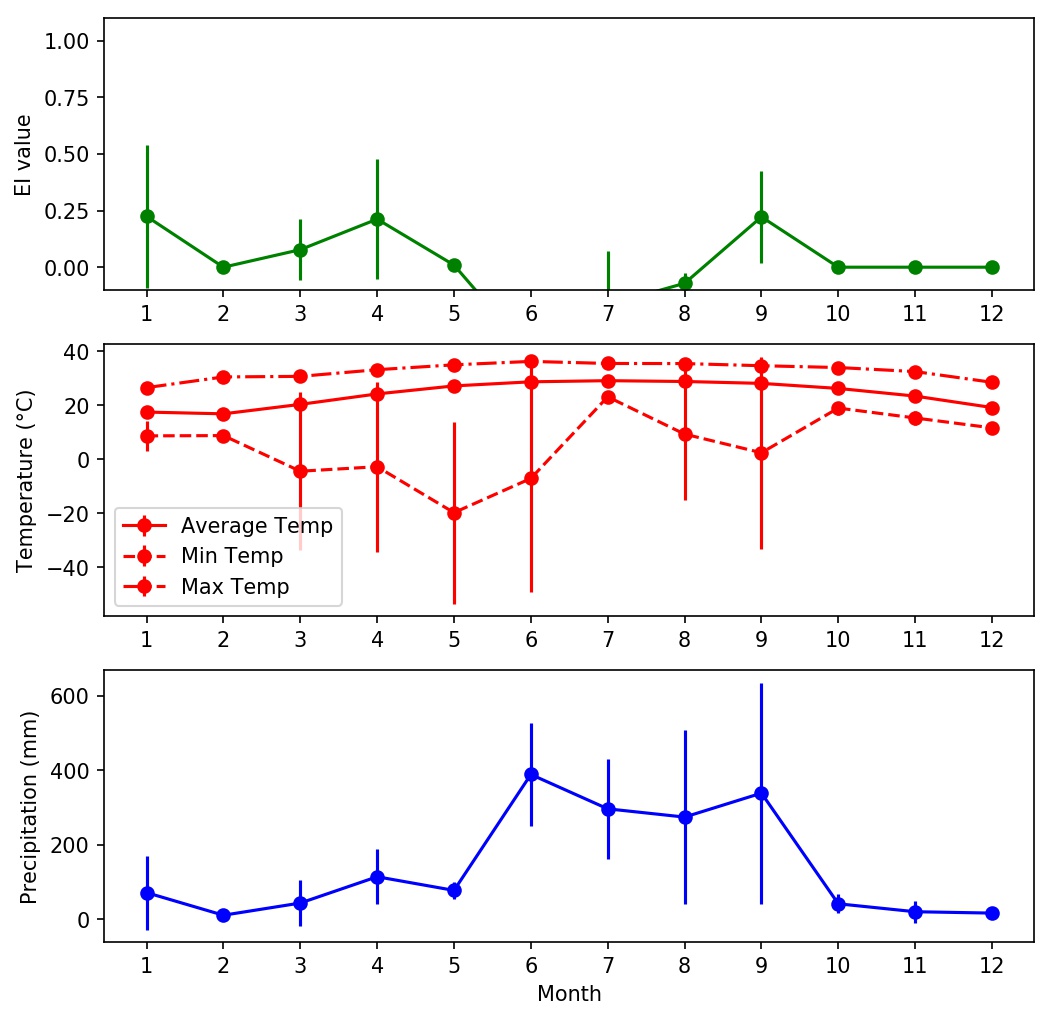 1.00
0.75
0.50
0.25
0.00
EI value
1 2 3 4 5 6 7 8 9 10 11 12
40
20
0
−20
−40
Temperature (°C)
Average Temp
Min Temp
Max Temp
1 2 3 4 5 6 7 8 9 10 11 12
600
400
200
0
Precipitation (mm)
1 2 3 4 5 6 7 8 9 10 11 12
Month